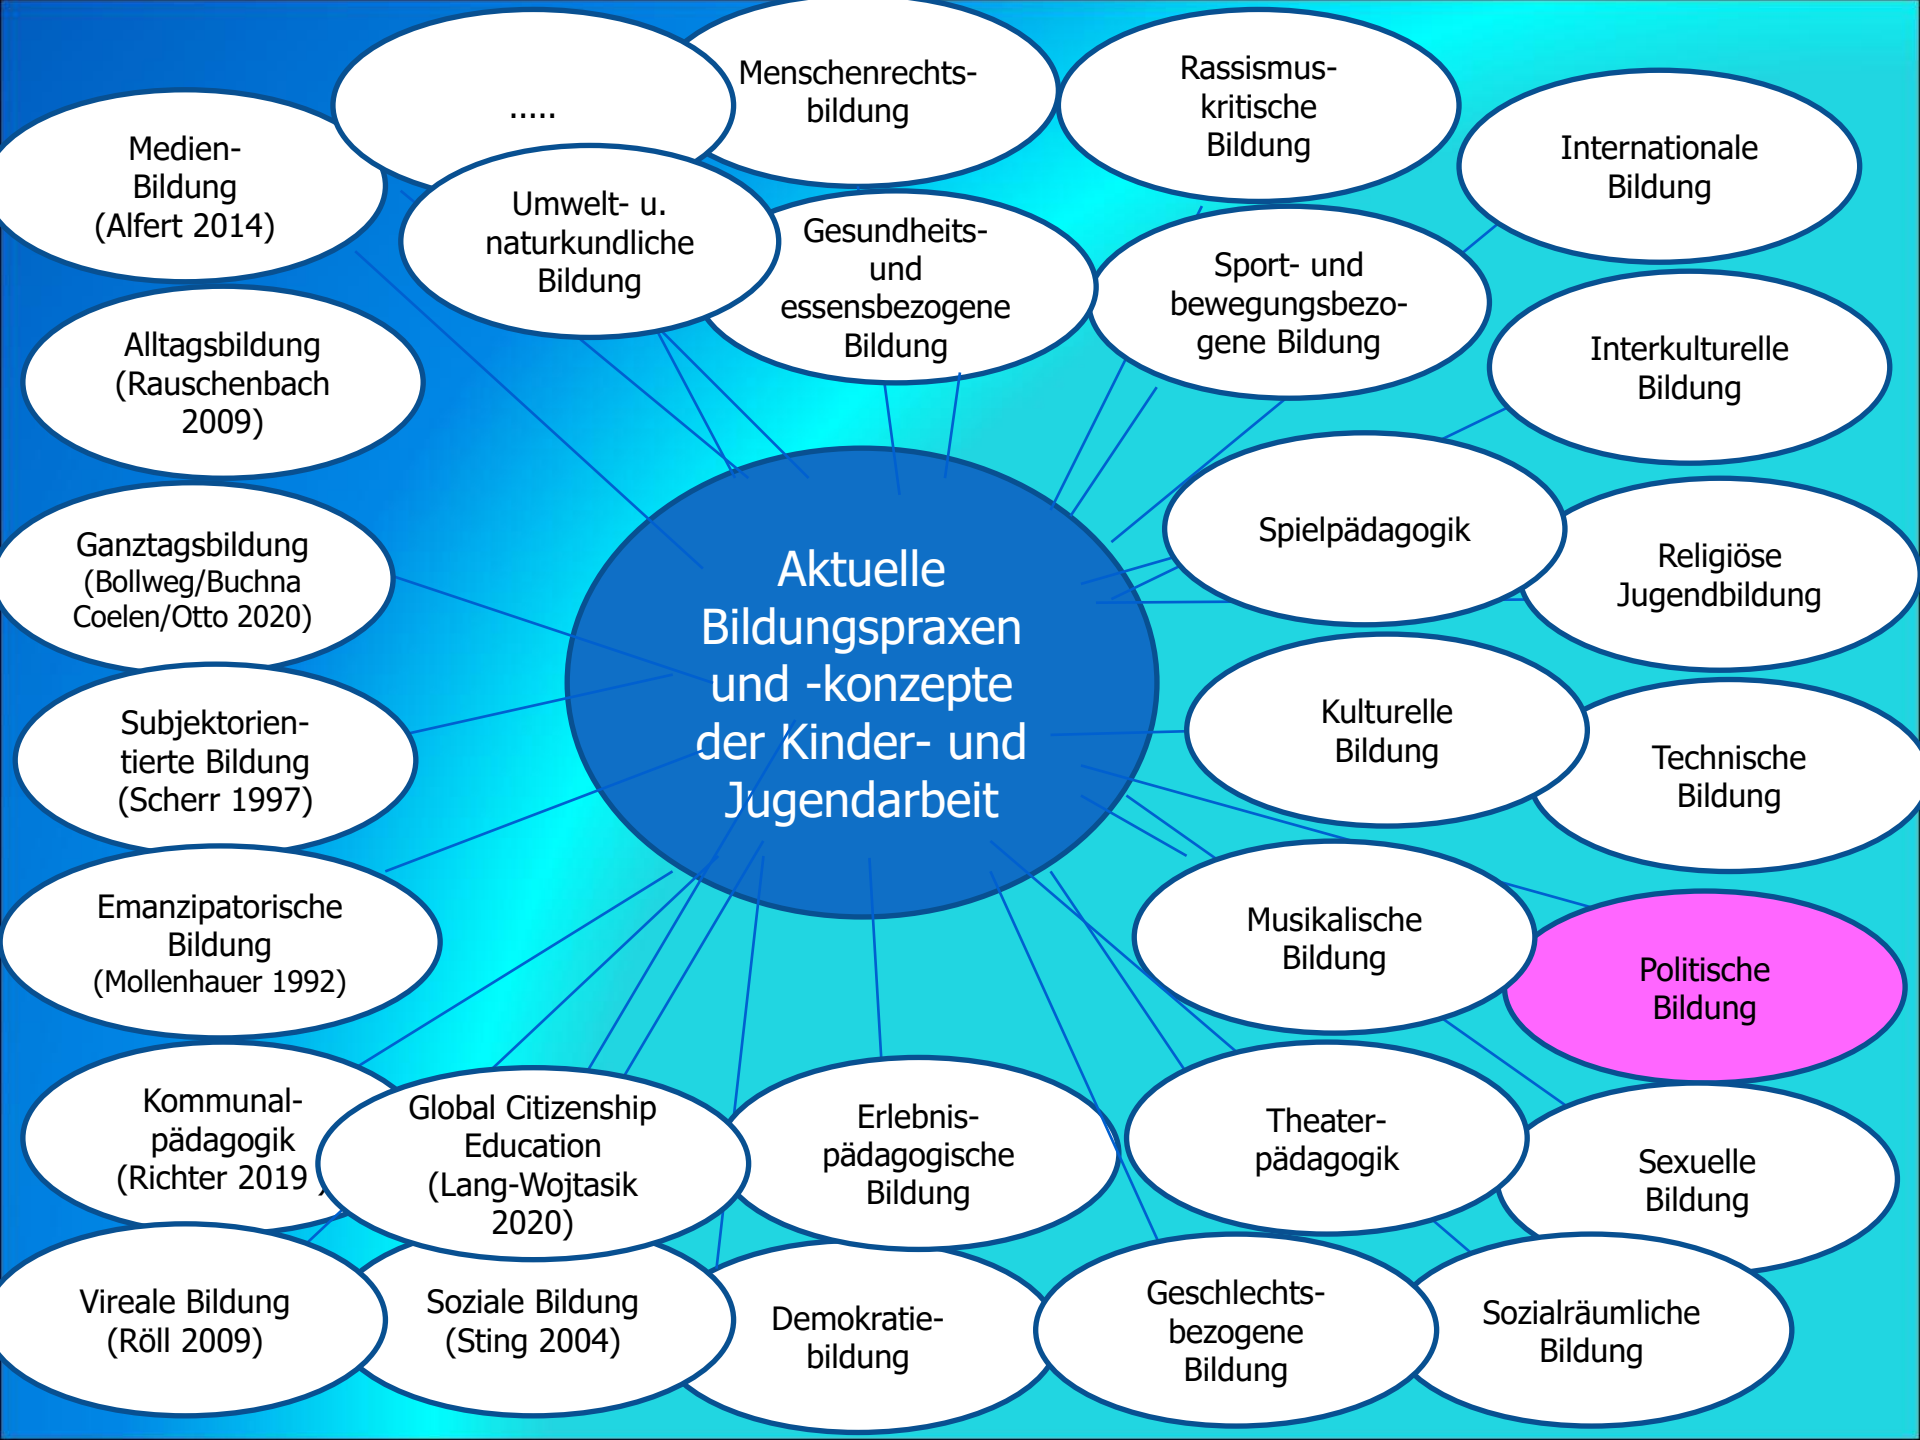 .....
Menschenrechts-
bildung
Rassismus-
kritische
Bildung
Internationale
Bildung
Medien-
Bildung
(Alfert 2014)
Umwelt- u.
naturkundliche
Bildung
Gesundheits-
und
essensbezogene
Bildung
Sport- und
bewegungsbezo-
gene Bildung
Interkulturelle
Bildung
Alltagsbildung
(Rauschenbach
2009)
Spielpädagogik
Religiöse
Jugendbildung
Ganztagsbildung
(Bollweg/Buchna
Coelen/Otto 2020)
Aktuelle
Bildungspraxen
und -konzepte
der Kinder- und
Jugendarbeit
Kulturelle
Bildung
Technische
Bildung
Subjektorien-
tierte Bildung
(Scherr 1997)
Emanzipatorische
Bildung
(Mollenhauer 1992)
Musikalische
Bildung
Politische
Bildung
Kommunal-
pädagogik
(Richter 2019 )
Global Citizenship
Education
(Lang-Wojtasik
2020)
Erlebnis-
pädagogische
Bildung
Theater-
pädagogik
Sexuelle
Bildung
Vireale Bildung
(Röll 2009)
Soziale Bildung
(Sting 2004)
Demokratie-
bildung
Geschlechts-
bezogene
Bildung
Sozialräumliche
Bildung